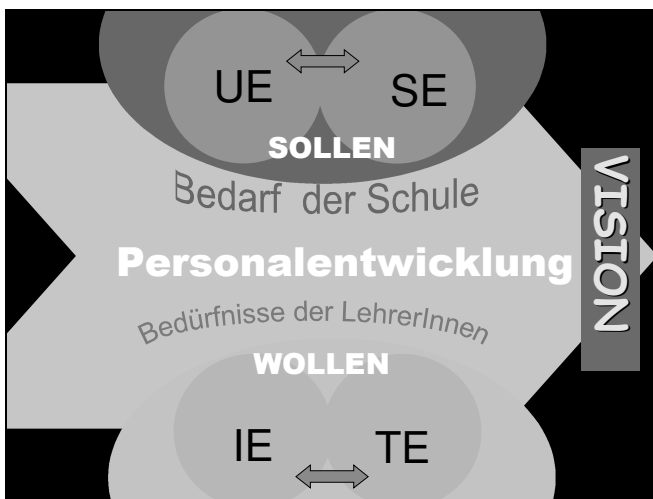 UE SE
SOLLEN
Bedarf der Schule
Personalentwicklung
Bedürfnisse der LehrerInnen
WOLLEN
IE TE
VISION